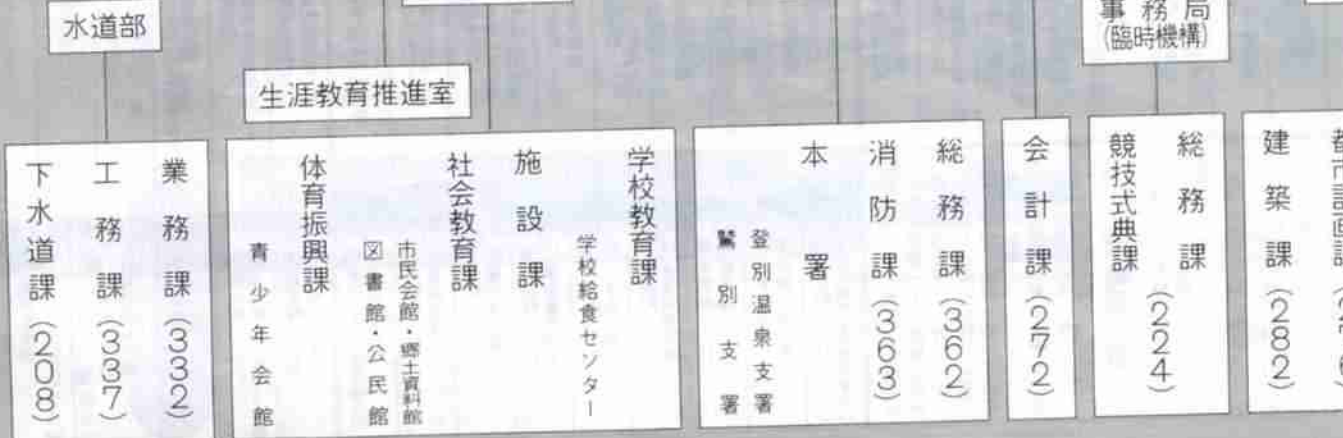 事務局
(臨時機構)
水道部
生涯教育推進室
建築課(282)
総務課
競技式典課
(224)
会計課(272)
総務課(362)
消防課(363)
本署
登別温泉支署
鷲別支署
学校教育課
学校給食センター
施設課
社会教育課
市民会館・郷土資料館
図書館・公民館
体育振興課
青少年会館
業務課(332)
工務課(337)
下水道課(208)